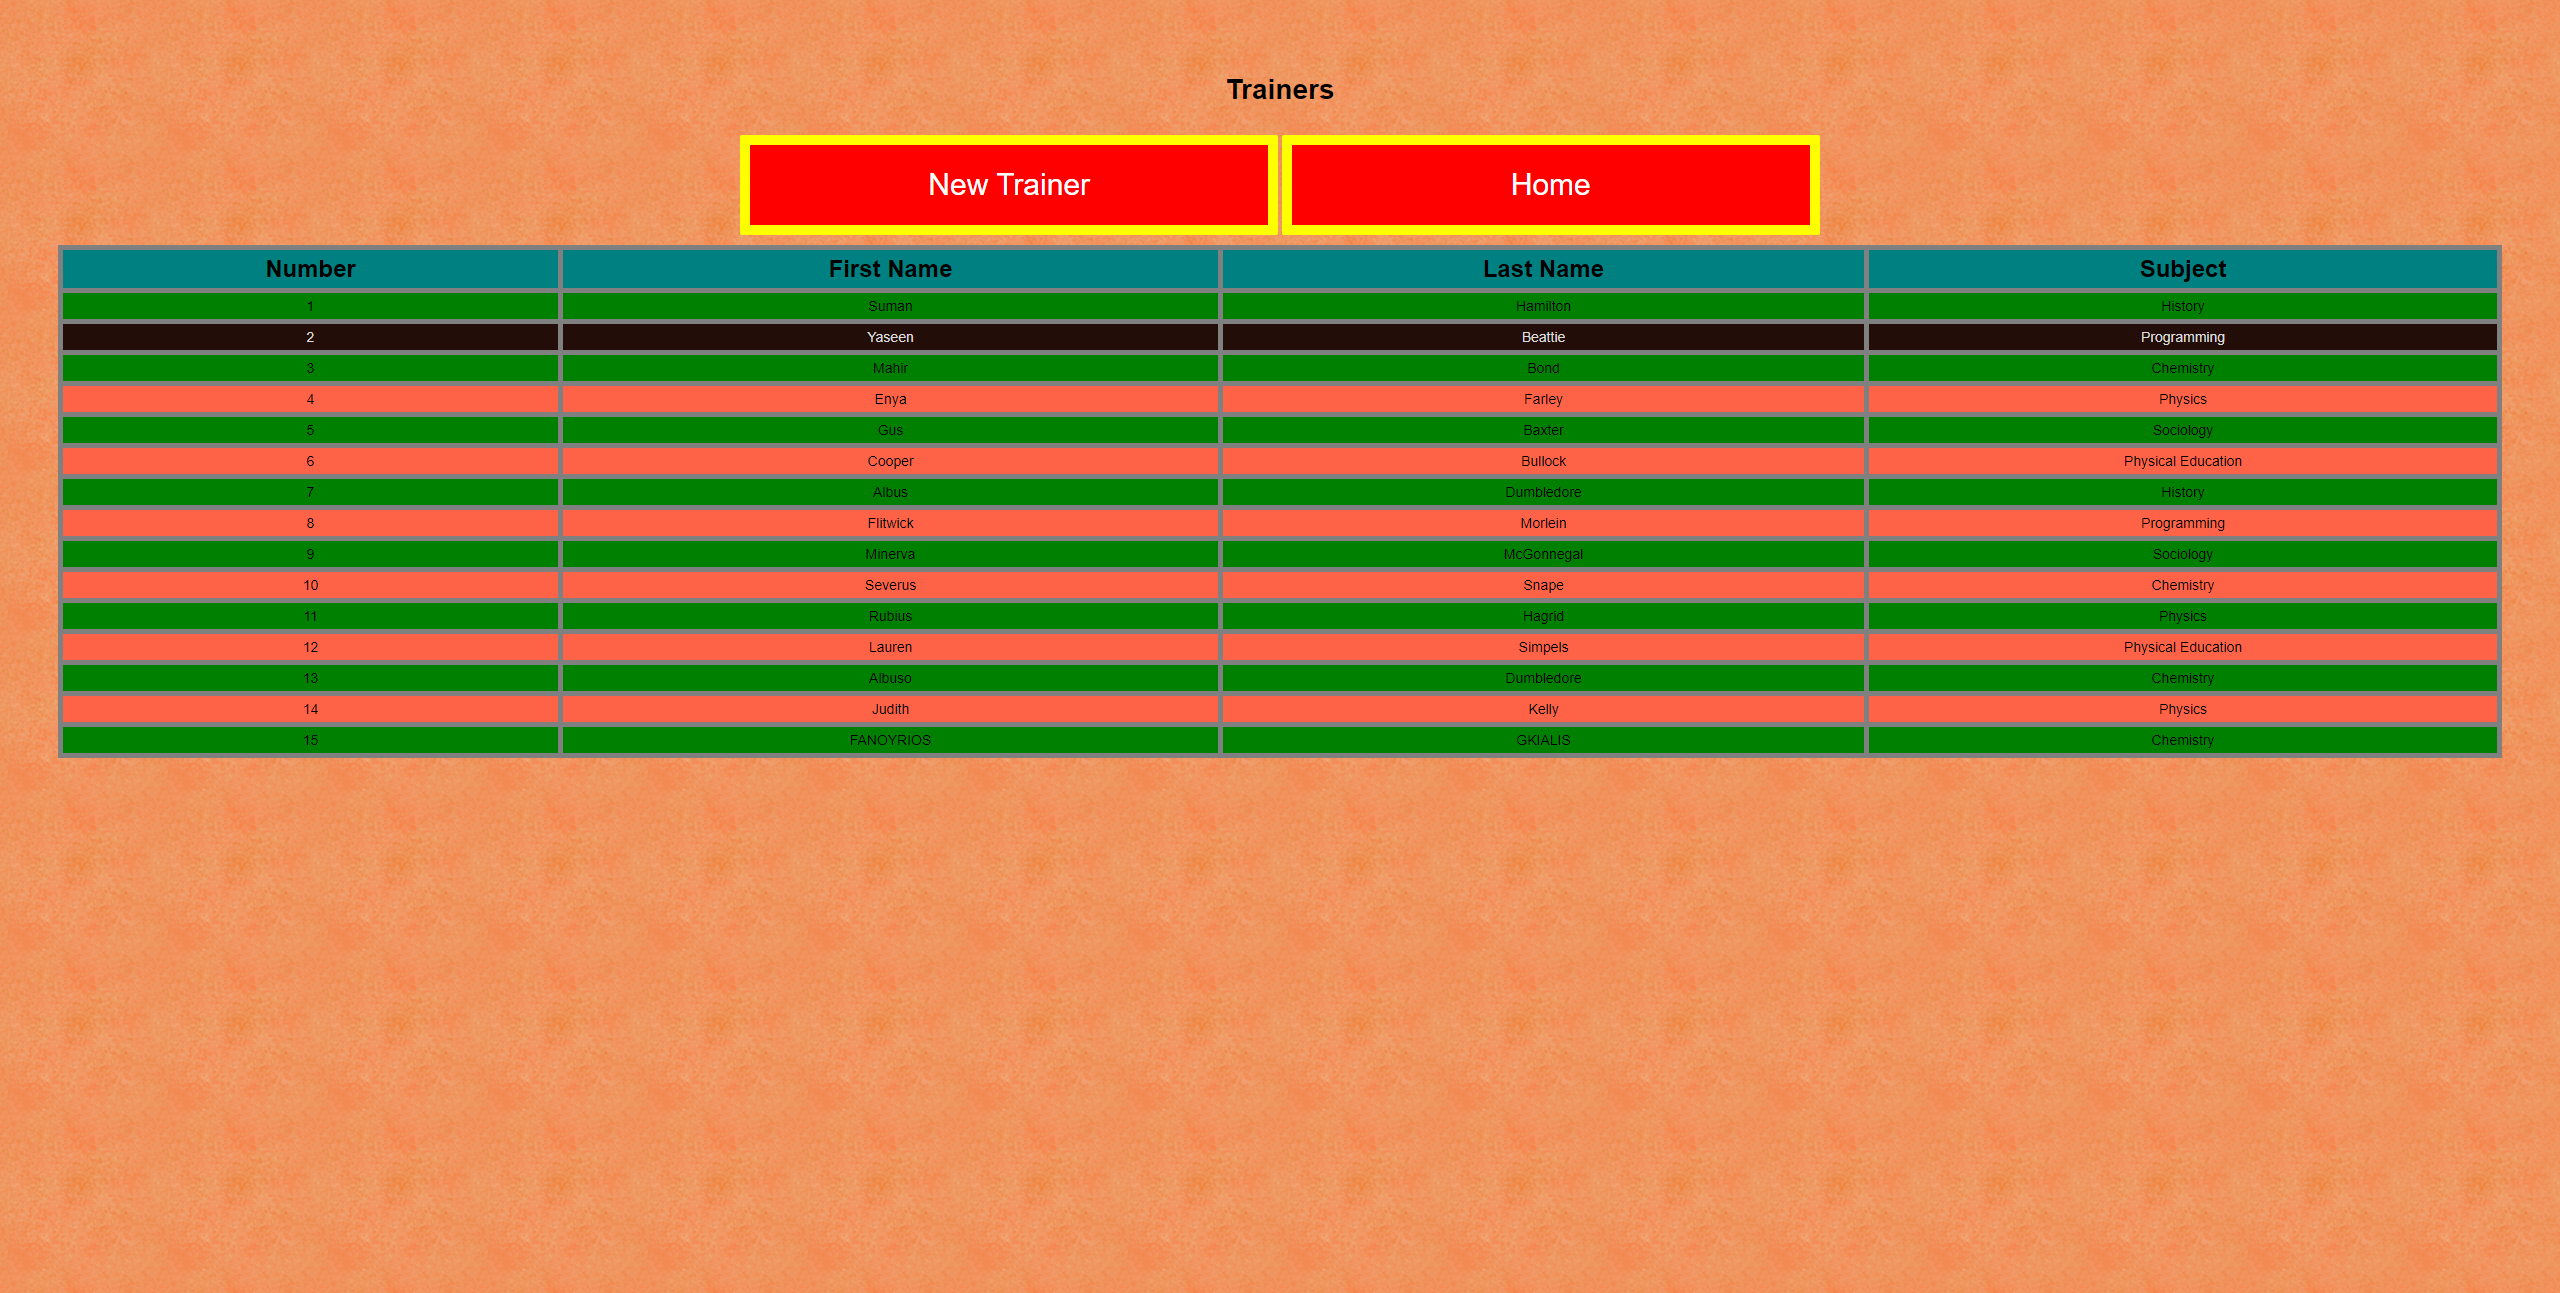 Trainers
New Trainer Home
Number First Name Last Name Subject
1 Suman Hamilton History
2 Yaseen Beattie Programming
3 Mahir Bond Chemistry
4 Enya Farley Physics
5 Gus Baxter Sociology
6 Cooper Bullock Physical Education
7 Albus Dumbledore History
8 Flitwick Morlein Programming
9 Minerva McGonnegal Sociology
10 Severus Snape Chemistry
11 Rubius Hagrid Physics
12 Lauren Simpels Physical Education
13 Albuso Dumbledore Chemistry
14 Judith Kelly Physics
15 FANOYRIOS GKIALIS Chemistry